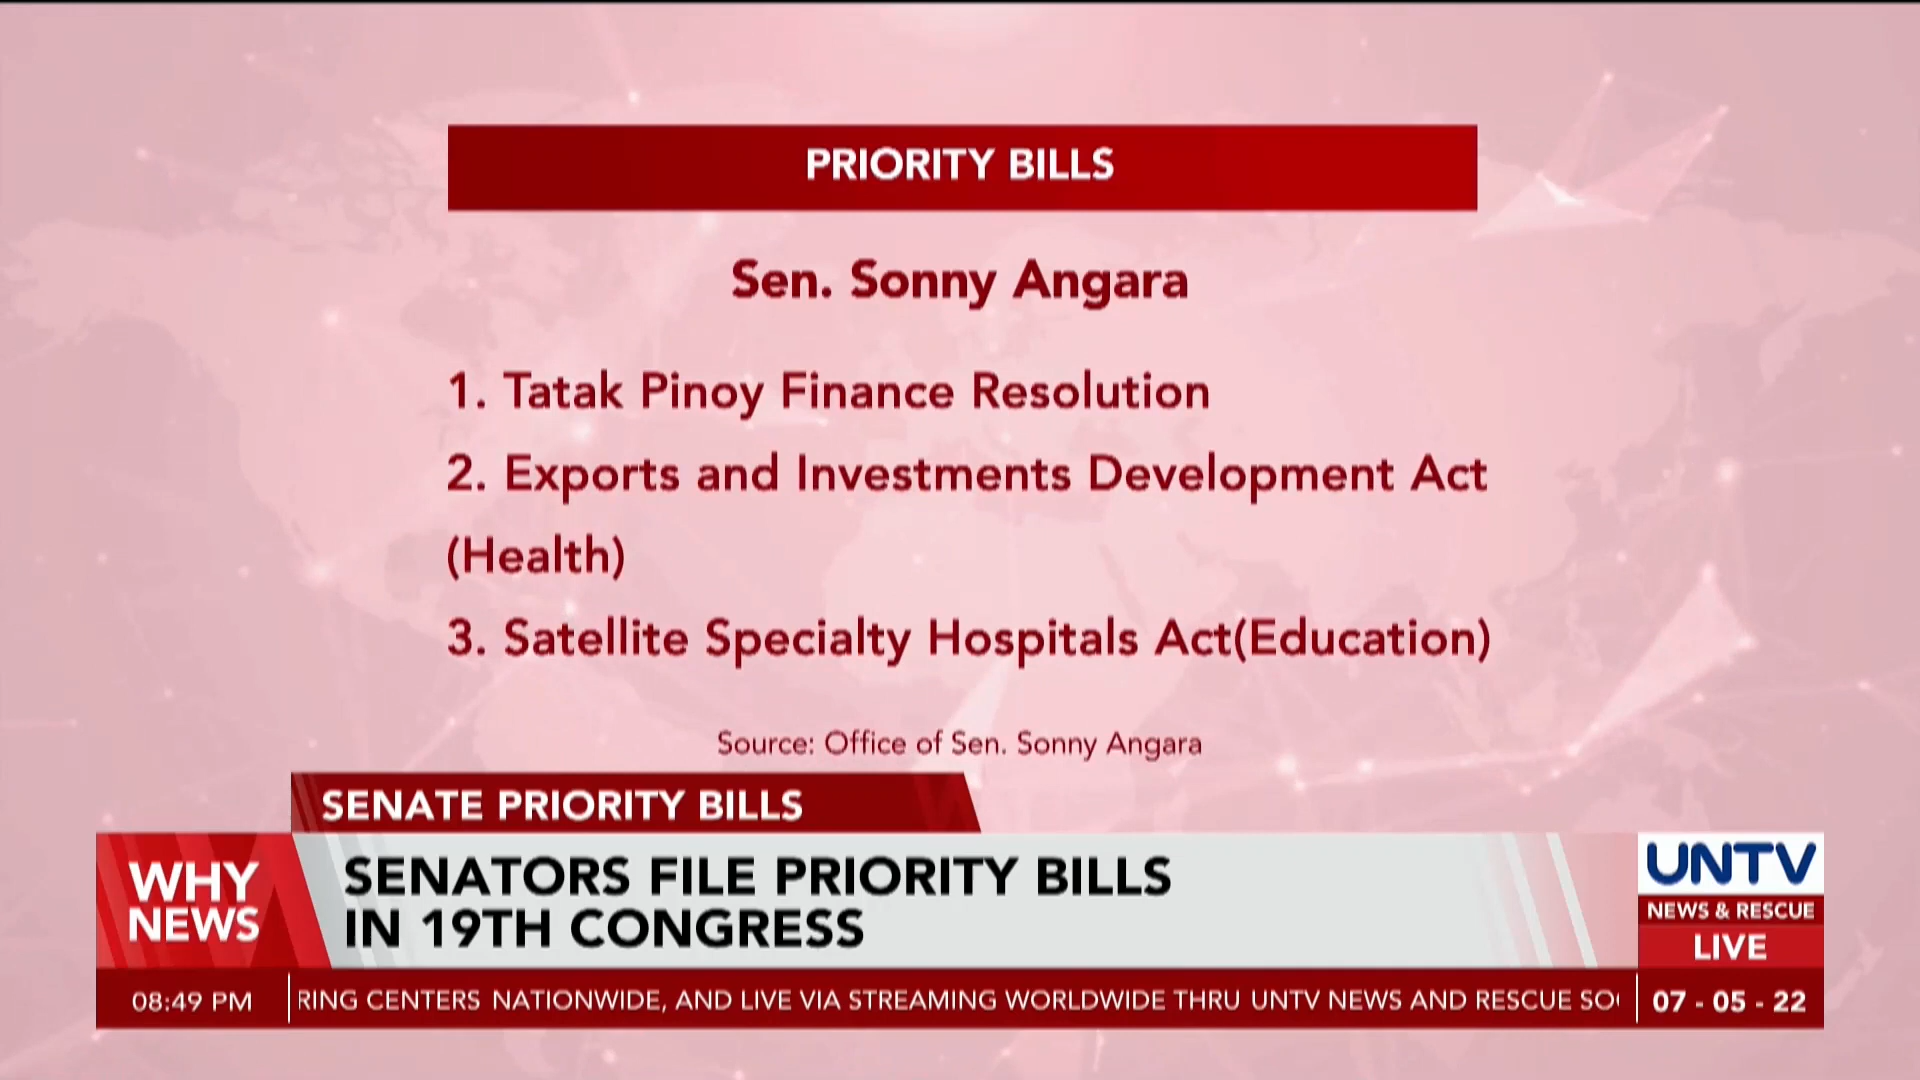 PRIORITY BILLS
Sen. Sonny Angara
1. Tatak Pinoy Finance Resolution
2. Exports and Investments Development Act
(Health)
3. Satellite Specialty Hospitals Act(Education)
Source: Office of Sen. Sonny Angara
SENATE PRIORITY BILLS
WHY
NEWS
SENATORS FILE PRIORITY BILLS
IN 19TH CONGRESS
UNTV
NEWS & RESCUE
LIVE
08:49 PM
RING CENTERS NATIONWIDE, AND LIVE VIA STREAMING WORLDWIDE THRU UNTV NEWS AND RESCUE SO
07 - 05 - 22